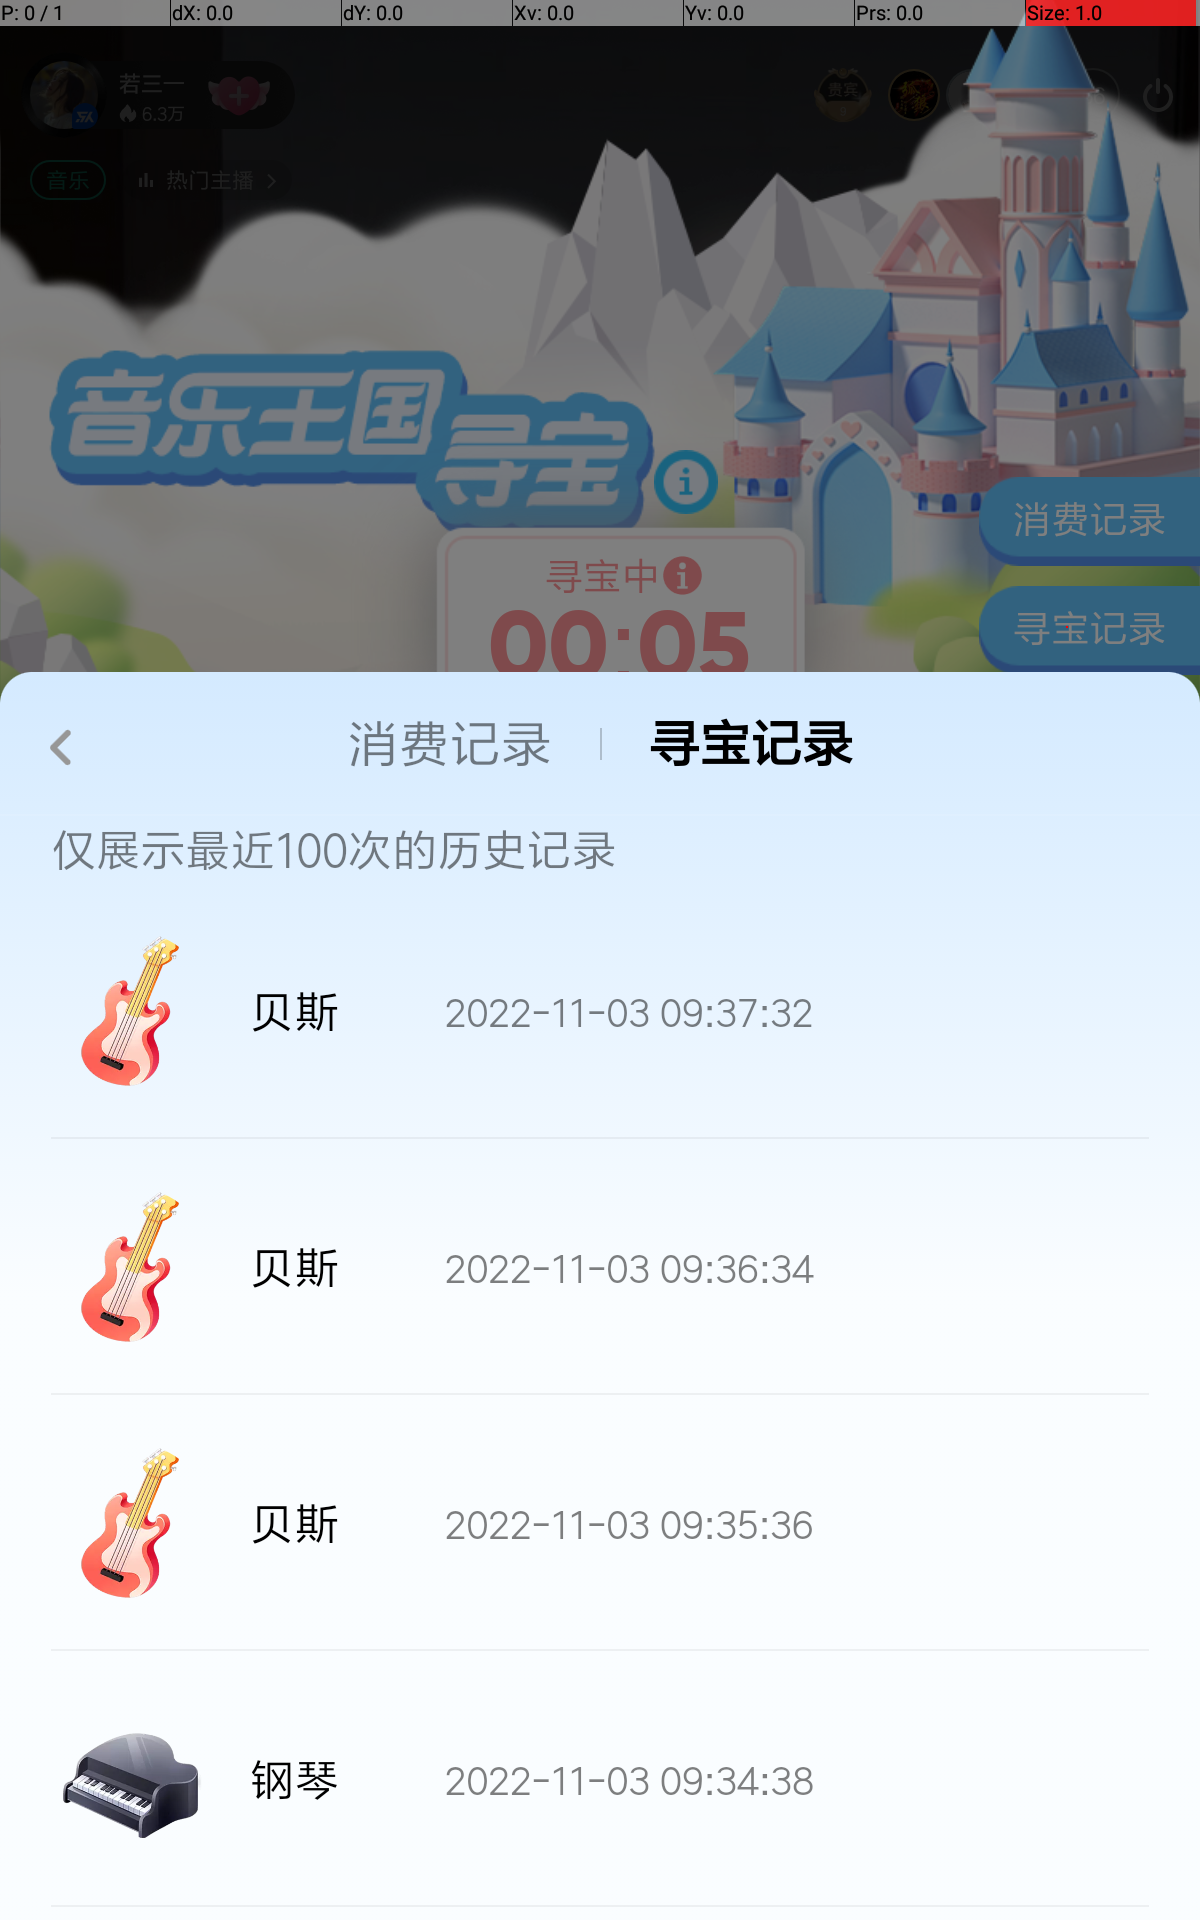 P: 0 / 1 dX: 0.0 dY: 0.0 Xv: 0.0 Yv: 0.0 Prs: 0.0 Size: 1.0
若三一
6.3万
贵宾
音乐 热门主播
音乐王国
寻宝
消费记录
寻宝中
00:05
寻宝记录
消费记录 寻宝记录
仅展示最近100次的历史记录
贝斯 2022-11-03 09:37:32
贝斯 2022-11-03 09:36:34
贝斯 2022-11-03 09:35:36
钢琴 2022-11-03 09:34:38